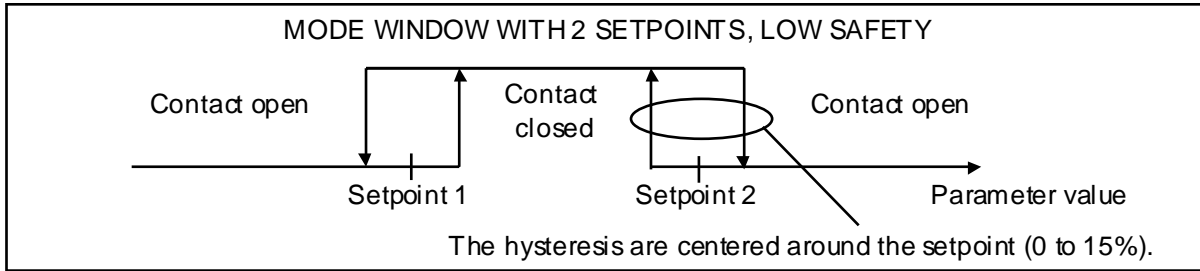 MODE WINDOW WITH 2 SETPOINTS, LOW SAFETY
Contact open
Contact
closed
Contact open
Setpoint 1
Setpoint 2
Parameter value
The hysteresis are centered around the setpoint (0 to 15%).